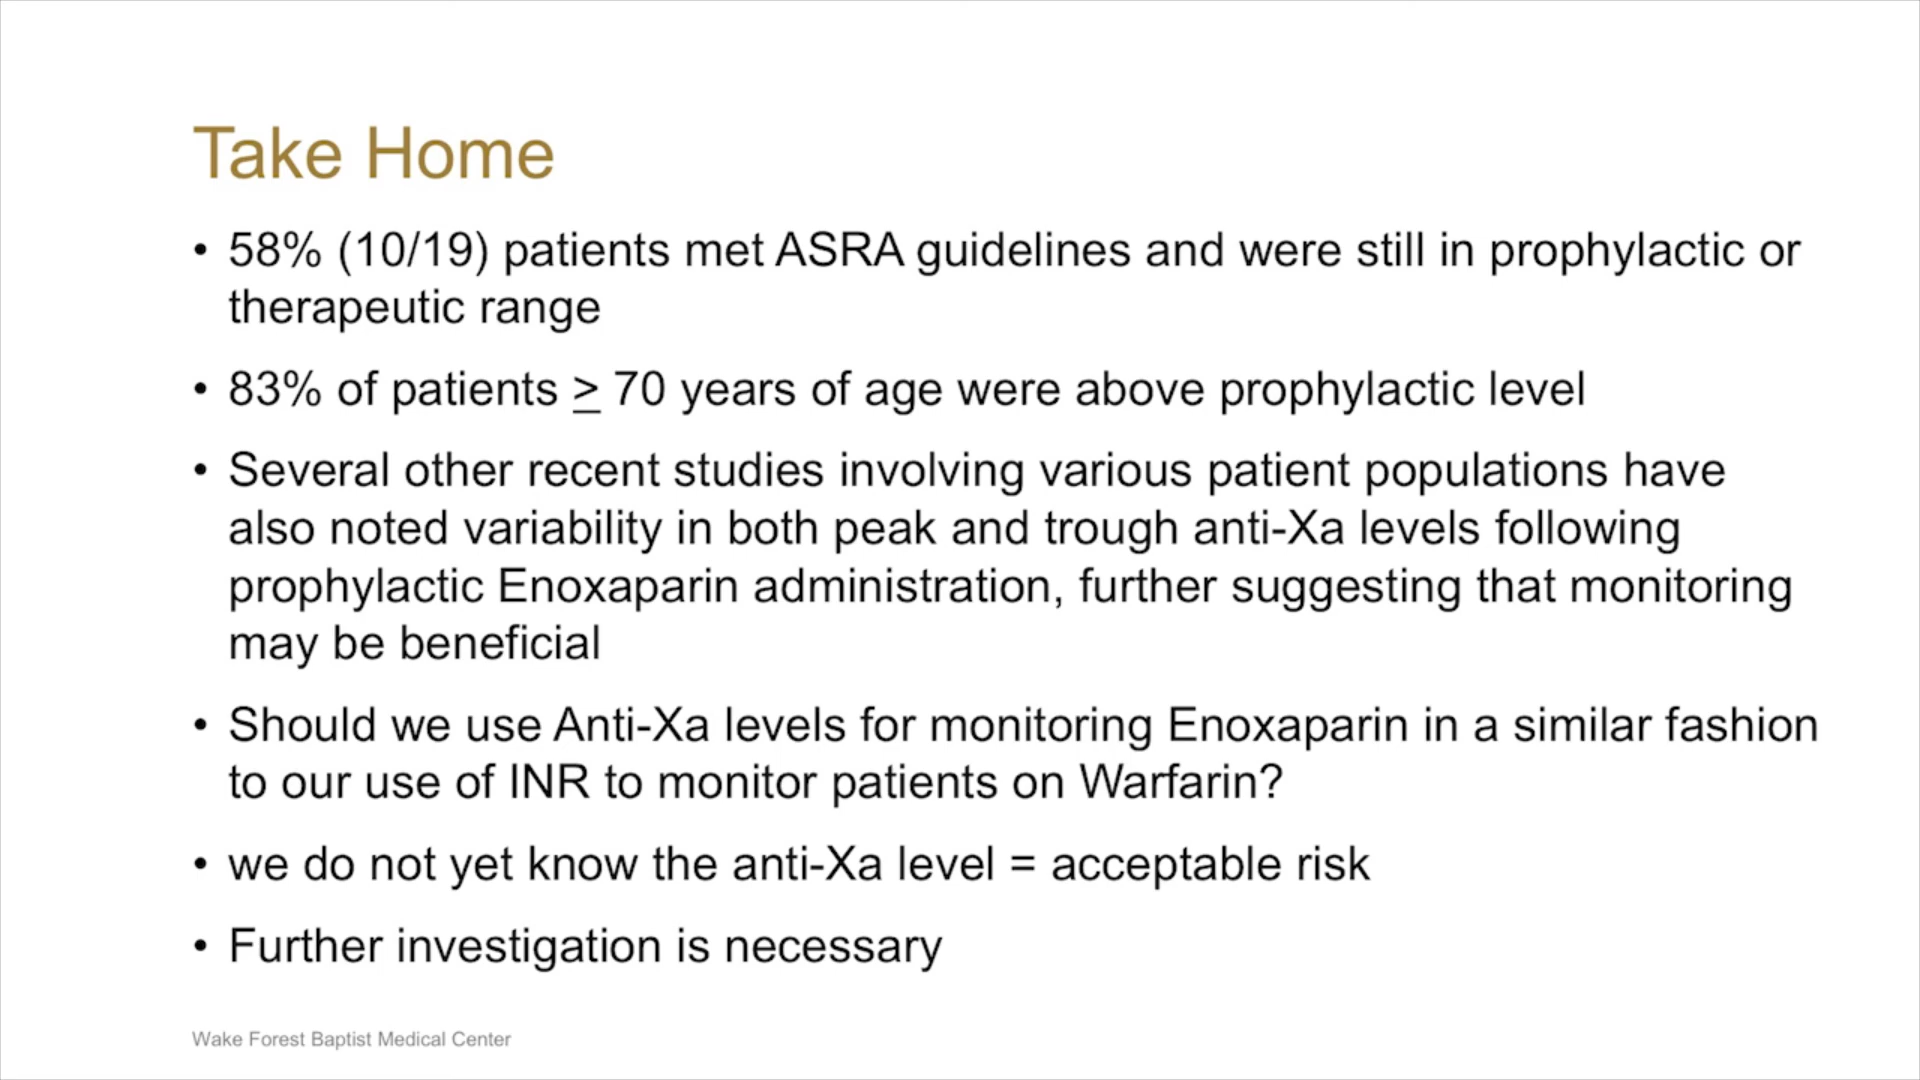 Take Home
• 58% (10/19) patients met ASRA guidelines and were still in prophylactic or
therapeutic range
• 83% of patients ≥ 70 years of age were above prophylactic level
• Several other recent studies involving various patient populations have
also noted variability in both peak and trough anti-Xa levels following
prophylactic Enoxaparin administration, further suggesting that monitoring
may be beneficial
• Should we use Anti-Xa levels for monitoring Enoxaparin in a similar fashion
to our use of INR to monitor patients on Warfarin?
• we do not yet know the anti-Xa level = acceptable risk
• Further investigation is necessary
Wake Forest Baptist Medical Center